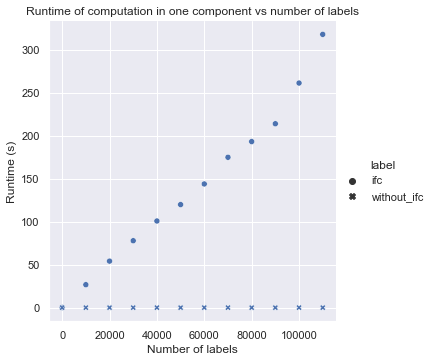 Runtime of computation in one component vs number of labels
300
250
200
150
100
50
0
Runtime (s)
0 20000 40000 60000 80000 100000
Number of labels
label
ifc
without_ifc